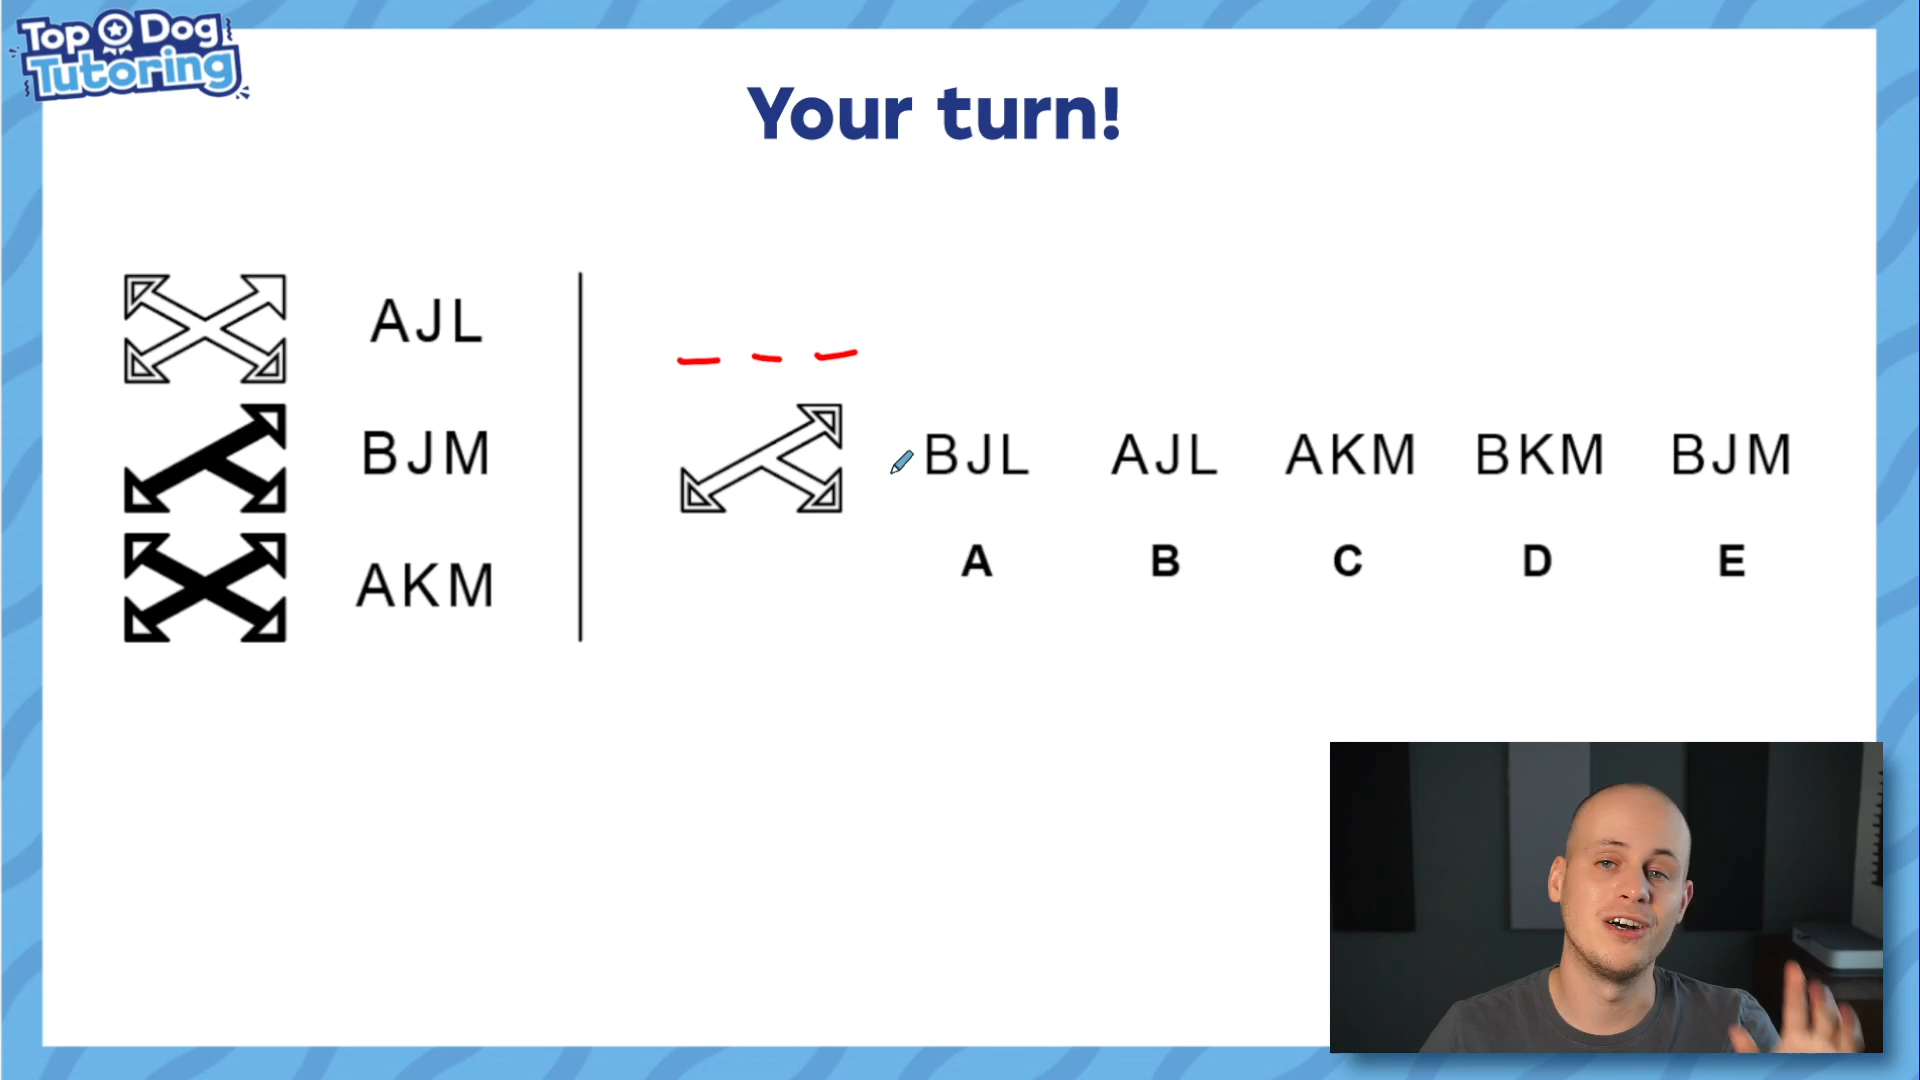 Top Dog
Tutoring
Your turn!
AJL
BJM
AKM
BJL AJL AKM BKM BJM
A B C D E